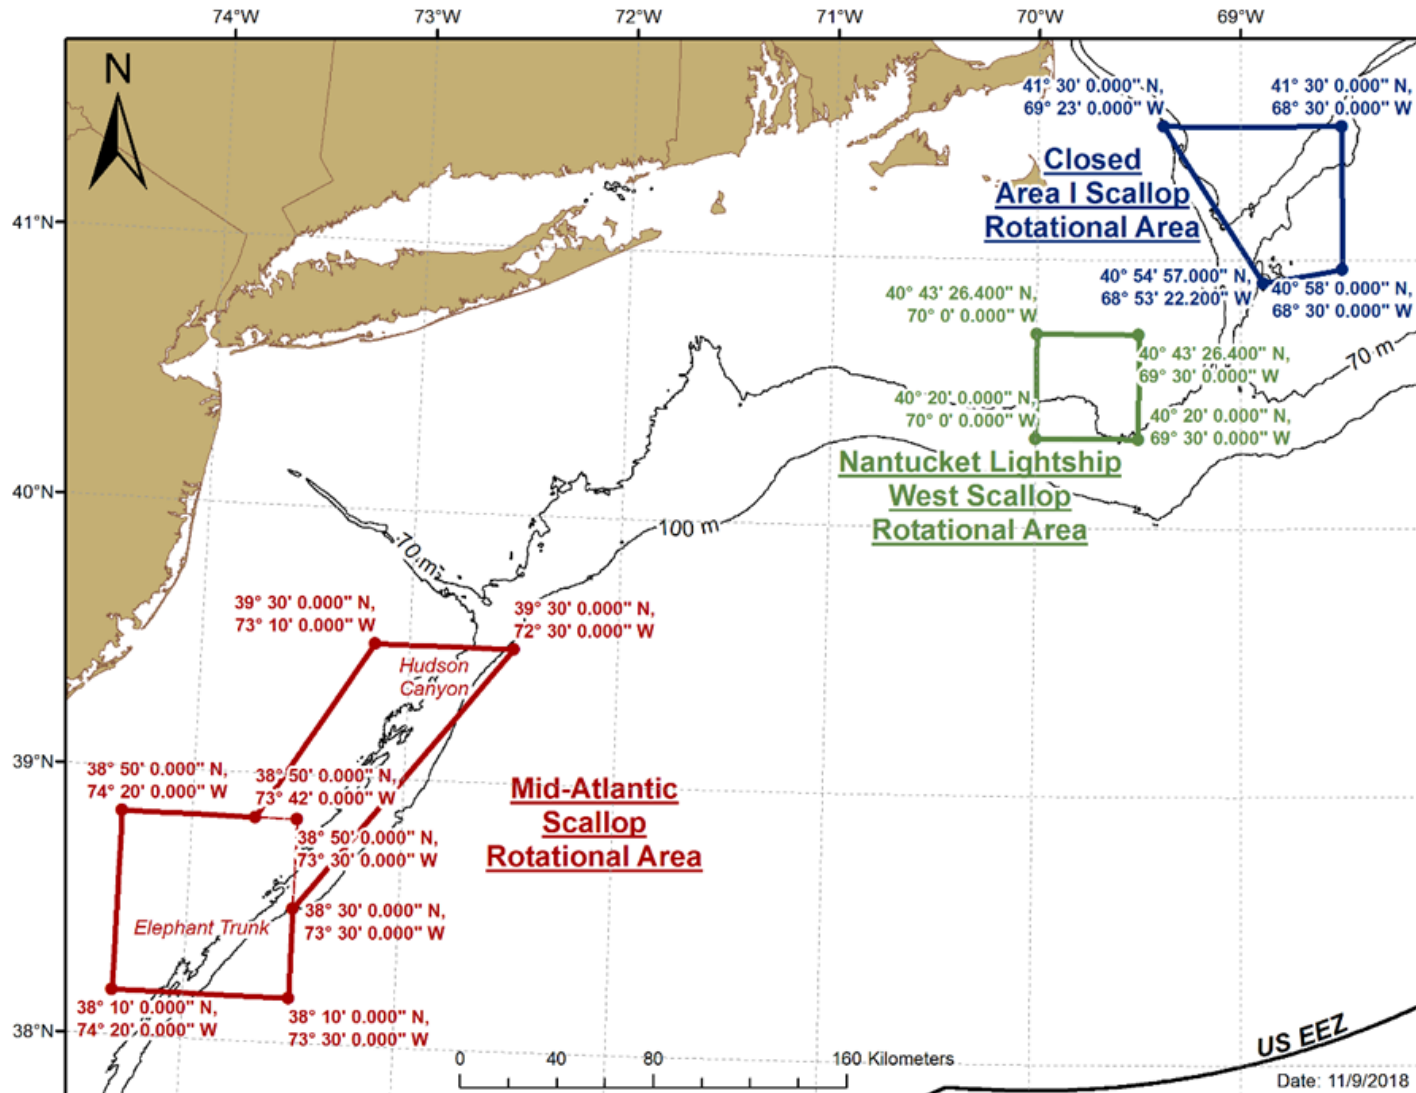 74°W
73°W
72°W
71°W
70°W
69°W
N
41° 30' 0.000" N,
69° 23' 0.000" W
41° 30' 0.000" N,
68° 30' 0.000" W
Closed
Area I Scallop
Rotational Area
41°N
40° 54' 57.000" N,
68° 53' 22.200" W
40° 58' 0.000" N,
68° 30' 0.000" W
40° 43' 26.400" N,
70° 0' 0.000" W
40° 43' 26.400" N,
69° 30' 0.000" W
70 m
40° 20' 0.000" N,
70° 0' 0.000" W
40° 20' 0.000" N,
69° 30' 0.000" W
Nantucket Lightship
West Scallop
Rotational Area
40°N
100 m
70 m
39° 30' 0.000" N,
73° 10' 0.000" W
39° 30' 0.000" N,
72° 30' 0.000" W
Hudson
Canyon
39°N
38° 50' 0.000" N,
74° 20' 0.000" W
38° 50' 0.000" N,
73° 42' 0.000" W
Mid-Atlantic
Scallop
Rotational Area
38° 50' 0.000" N,
73° 30' 0.000" W
38° 30' 0.000" N,
73° 30' 0.000" W
Elephant Trunk
38° 10' 0.000" N,
74° 20' 0.000" W
38° 10' 0.000" N,
73° 30' 0.000" W
38°N
US EEZ
0 40 80 160 Kilometers
Date: 11/9/2018